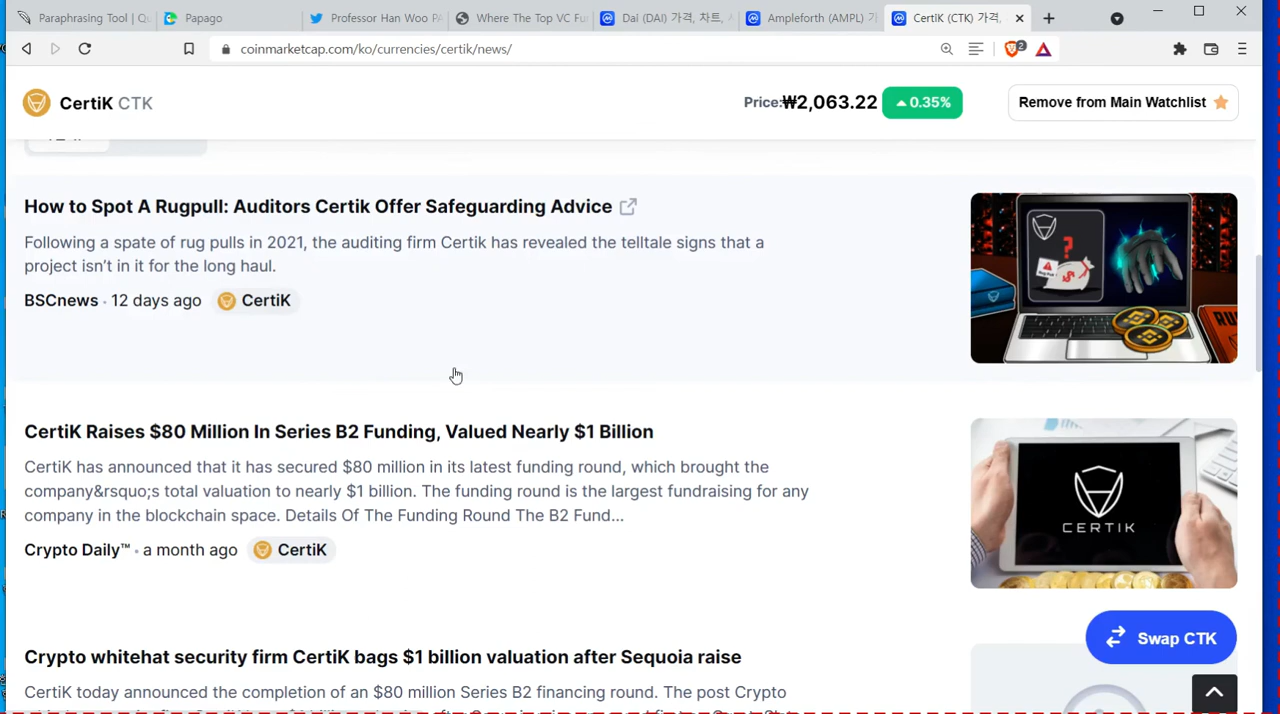 Paraphrasing Tool | Qu
Papago
Professor Han Woo PA
Where The Top VC Fun
Dai (DAI) 가격, 차트, 시
Ampleforth (AMPL) 가
CertiK (CTK) 가격,
coinmarketcap.com/ko/currencies/certik/news/
2
CertiK CTK
Price:₩2,063.22
0.35%
Remove from Main Watchlist
How to Spot A Rugpull: Auditors Certik Offer Safeguarding Advice
Following a spate of rug pulls in 2021, the auditing firm Certik has revealed the telltale signs that a
project isn’t in it for the long haul.
BSCnews · 12 days ago
CertiK
CertiK Raises $80 Million In Series B2 Funding, Valued Nearly $1 Billion
CertiK has announced that it has secured $80 million in its latest funding round, which brought the
company&rsquo;s total valuation to nearly $1 billion. The funding round is the largest fundraising for any
company in the blockchain space. Details Of The Funding Round The B2 Fund...
Crypto Daily™ · a month ago
CertiK
CERTIK
Swap CTK
Crypto whitehat security firm CertiK bags $1 billion valuation after Sequoia raise
CertiK today announced the completion of an $80 million Series B2 financing round. The post Crypto